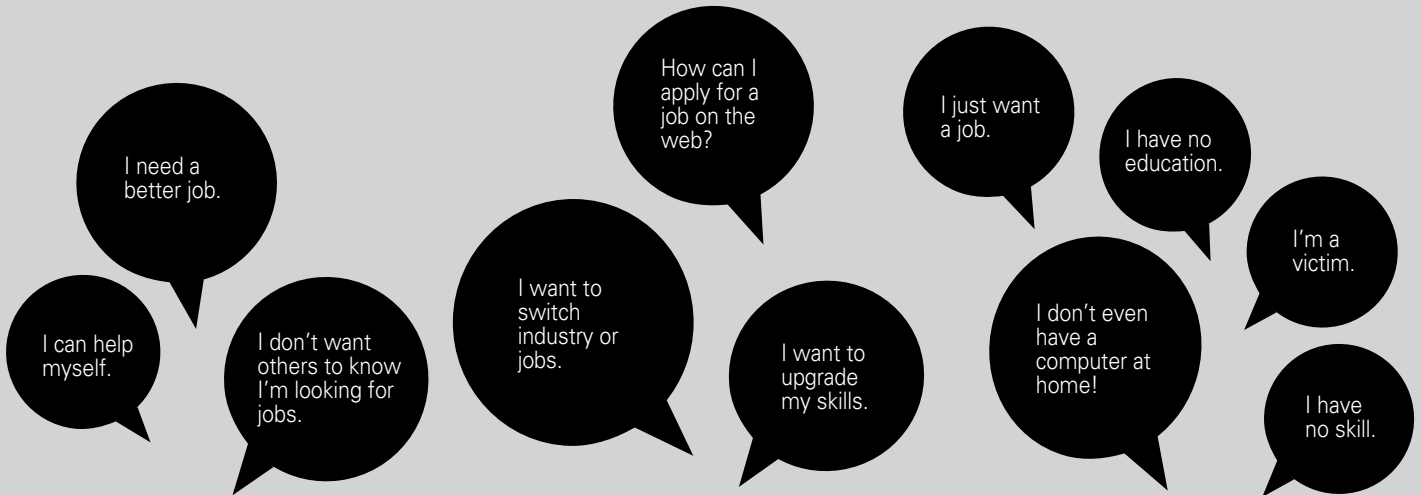 I need a
better job.
I can help
myself.
I don’t want
others to know
I’m looking for
jobs.
How can I
apply for a
job on the
web?
I want to
switch
industry or
jobs.
I want to
upgrade
my skills.
I just want
a job.
I have no
education.
I’m a
victim.
I don’t even
have a
computer at
home!
I have
no skill.